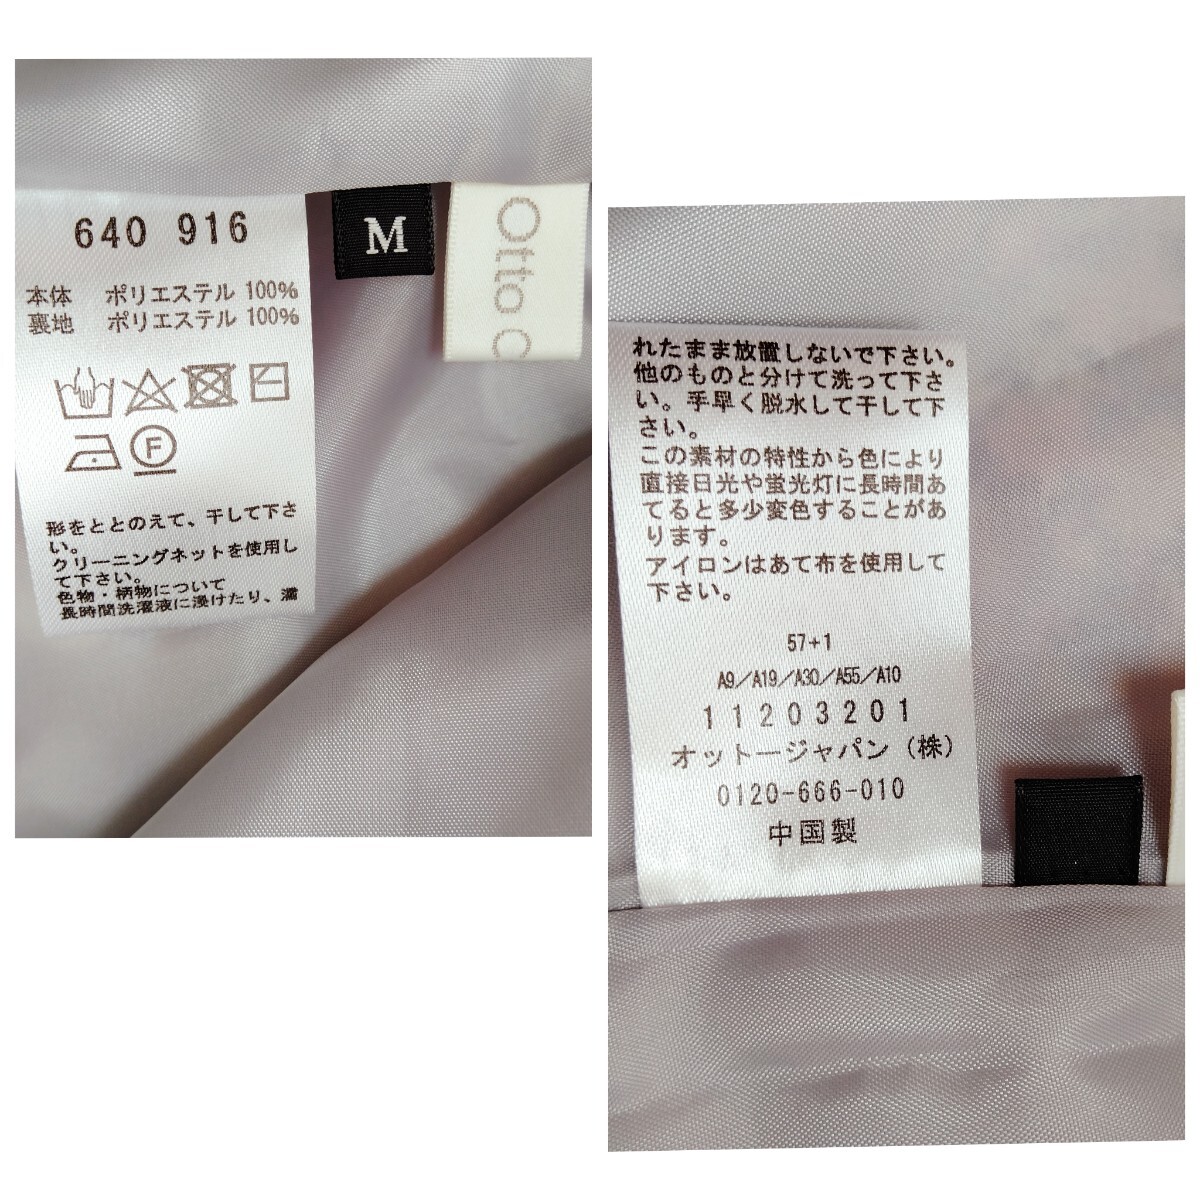 640 916
本体 ポリエステル 100%
裏地 ポリエステル 100%
F
形をととのえて、干して下さ
い。
クリーニングネットを使用し
て下さい。
色物・柄物について
長時間洗濯液に浸けたり、濡
M
Otto
れたまま放置しないで下さい。
他のものと分けて洗って下さ
い。手早く脱水して干して下
さい。
この素材の特性から色により
直接日光や蛍光灯に長時間あ
てると多少変色することがあ
ります。
アイロンはあて布を使用して
下さい。
57+1
A9/A19/A30/A55/A10
11203201
オットージャパン(株)
0120-666-010
中国製